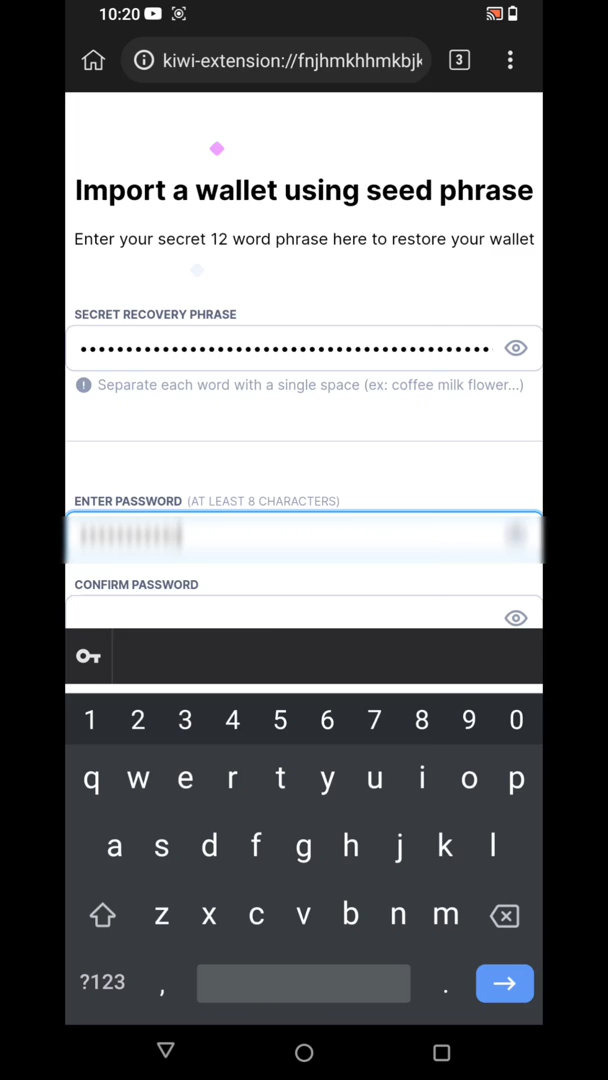 10:20
kiwi-extension://fnjhmkhhmkbjk
3
Import a wallet using seed phrase
Enter your secret 12 word phrase here to restore your wallet
SECRET RECOVERY PHRASE
••••••••••••••••••••••••••••••••••••••••••••••
Separate each word with a single space (ex: coffee milk flower...)
ENTER PASSWORD (AT LEAST 8 CHARACTERS)
CONFIRM PASSWORD
1 2 3 4 5 6 7 8 9 0
q w e r t y u i o p
a s d f g h j k l
z x c v b n m
?123 , .